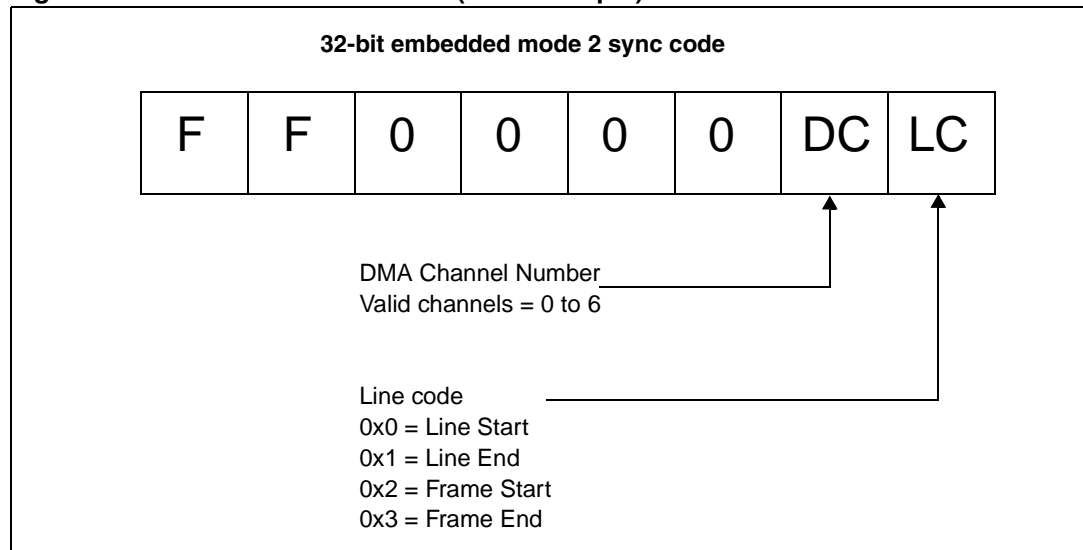 32-bit embedded mode 2 sync code
F F 0 0 0 0 DC LC
DMA Channel Number
Valid channels = 0 to 6
Line code
0x0 = Line Start
0x1 = Line End
0x2 = Frame Start
0x3 = Frame End